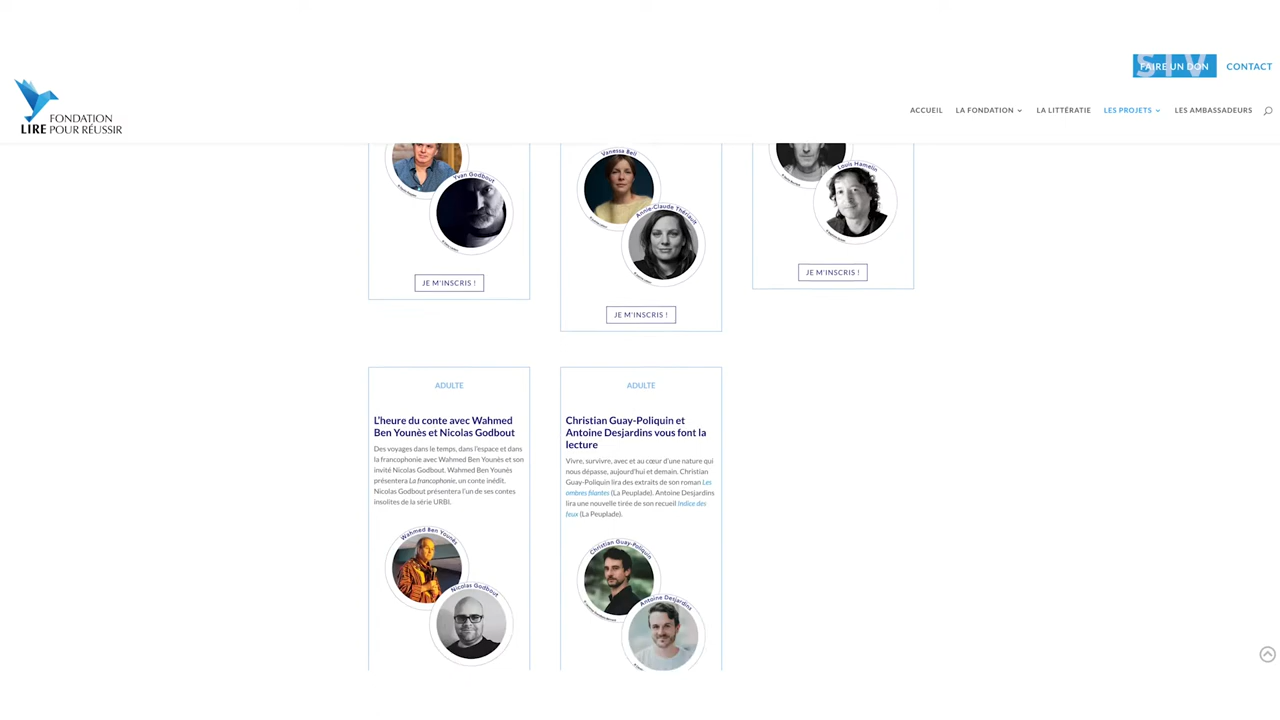 FAIRE UN DON
CONTACT
FONDATION
LIRE POUR RÉUSSIR
ACCUEIL
LA FONDATION
LA LITTÉRATIE
LES PROJETS
LES AMBASSADEURS
Yvan Godbout
Vanessa Bell
Annie-Claude Thériault
Louis Hamelin
JE M'INSCRIS !
JE M'INSCRIS !
JE M'INSCRIS !
ADULTE
L'heure du conte avec Wahmed
Ben Younès et Nicolas Godbout
Des voyages dans le temps, dans l'espace et dans
la francophonie avec Wahmed Ben Younès et son
invité Nicolas Godbout. Wahmed Ben Younès
présentera La francophonie, un conte inédit.
Nicolas Godbout présentera l'un de ses contes
insolites de la série URBI.
Wahmed Ben Younès
Nicolas Godbout
ADULTE
Christian Guay-Poliquin et
Antoine Desjardins vous font la
lecture
Vivre, survivre, avec et au cœur d'une nature qui
nous dépasse, aujourd'hui et demain. Christian
Guay-Poliquin lira des extraits de son roman Les
ombres filantes (La Peuplade). Antoine Desjardins
lira une nouvelle tirée de son recueil Indice des
feux (La Peuplade).
Christian Guay-Poliquin
Antoine Desjardins